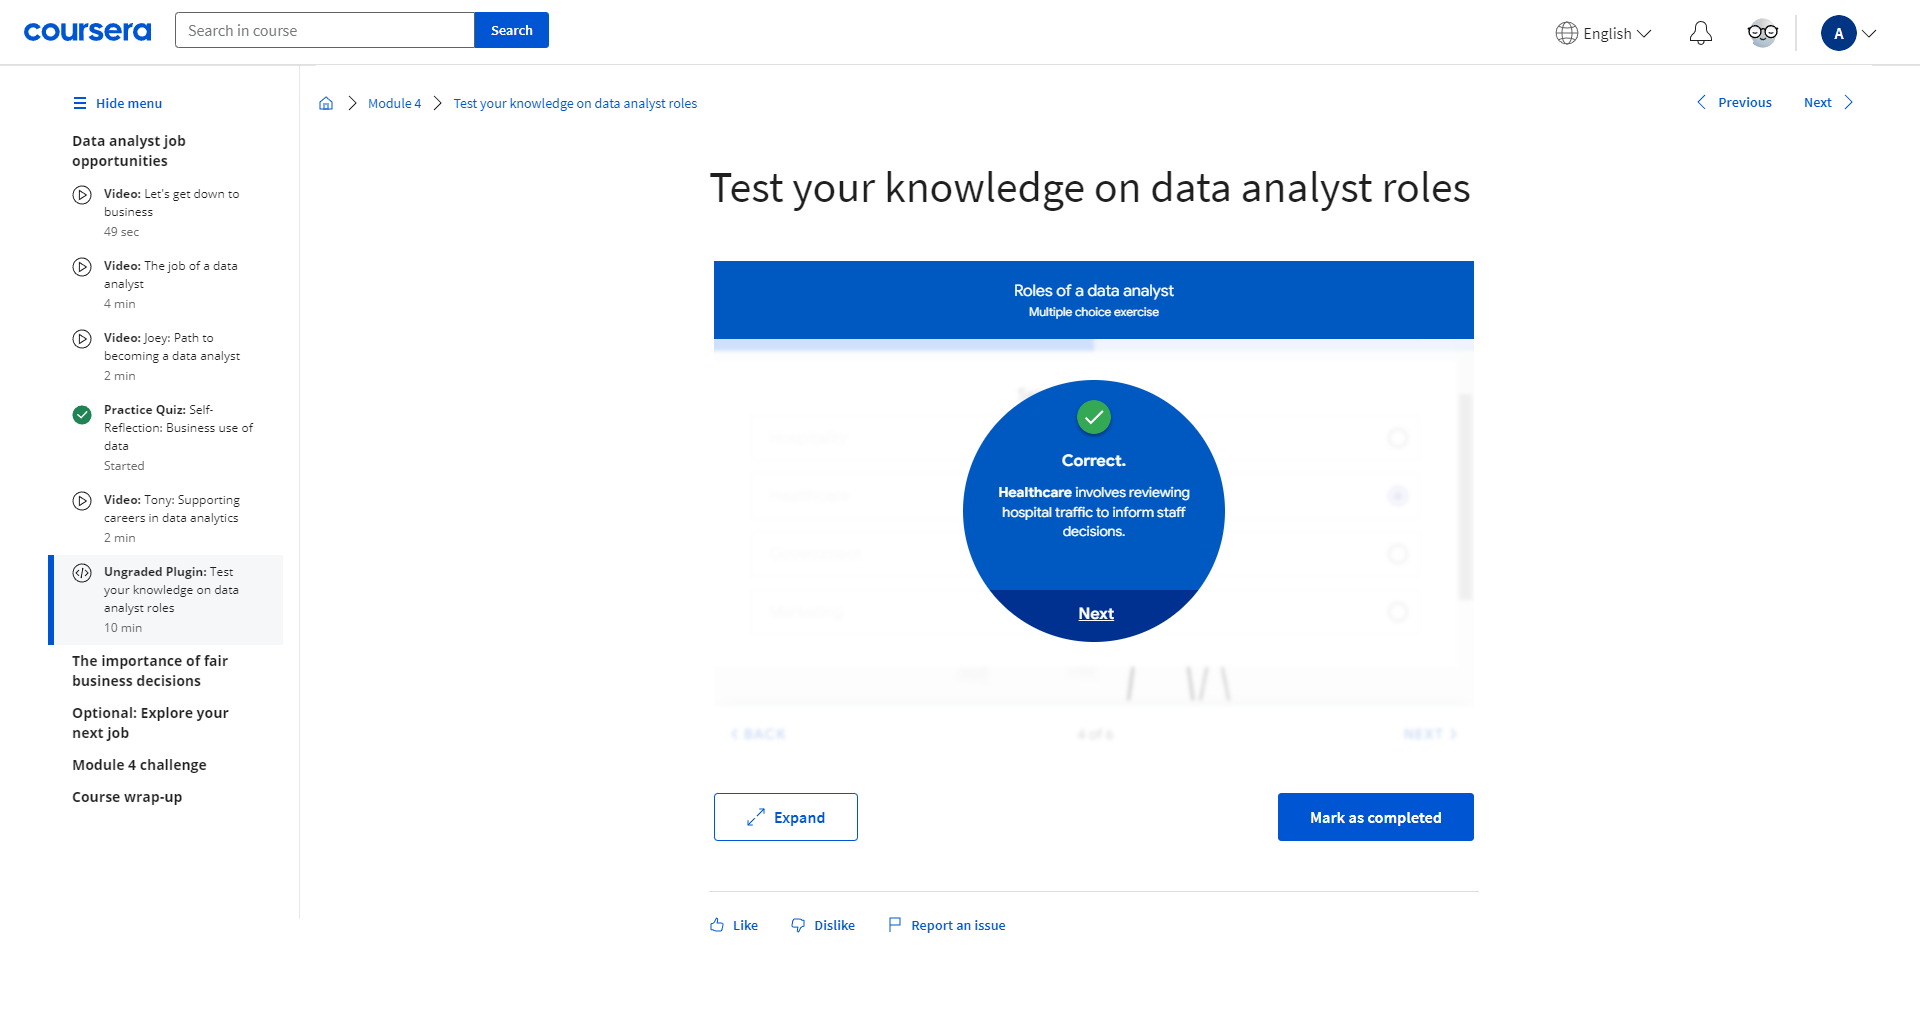 coursera
Search in course
Search
English
A
Hide menu
Module 4
Test your knowledge on data analyst roles
Previous
Next
Data analyst job
opportunities
Video: Let's get down to
business
49 sec
Video: The job of a data
analyst
4 min
Video: Joey: Path to
becoming a data analyst
2 min
Practice Quiz: Self-
Reflection: Business use of
data
Started
Video: Tony: Supporting
careers in data analytics
2 min
Ungraded Plugin: Test
your knowledge on data
analyst roles
10 min
The importance of fair
business decisions
Optional: Explore your
next job
Module 4 challenge
Course wrap-up
Test your knowledge on data analyst roles
Roles of a data analyst
Multiple choice exercise
Correct.
Healthcare involves reviewing
hospital traffic to inform staff
decisions.
Next
BACK
4 of 6
NEXT
Expand
Mark as completed
Like
Dislike
Report an issue